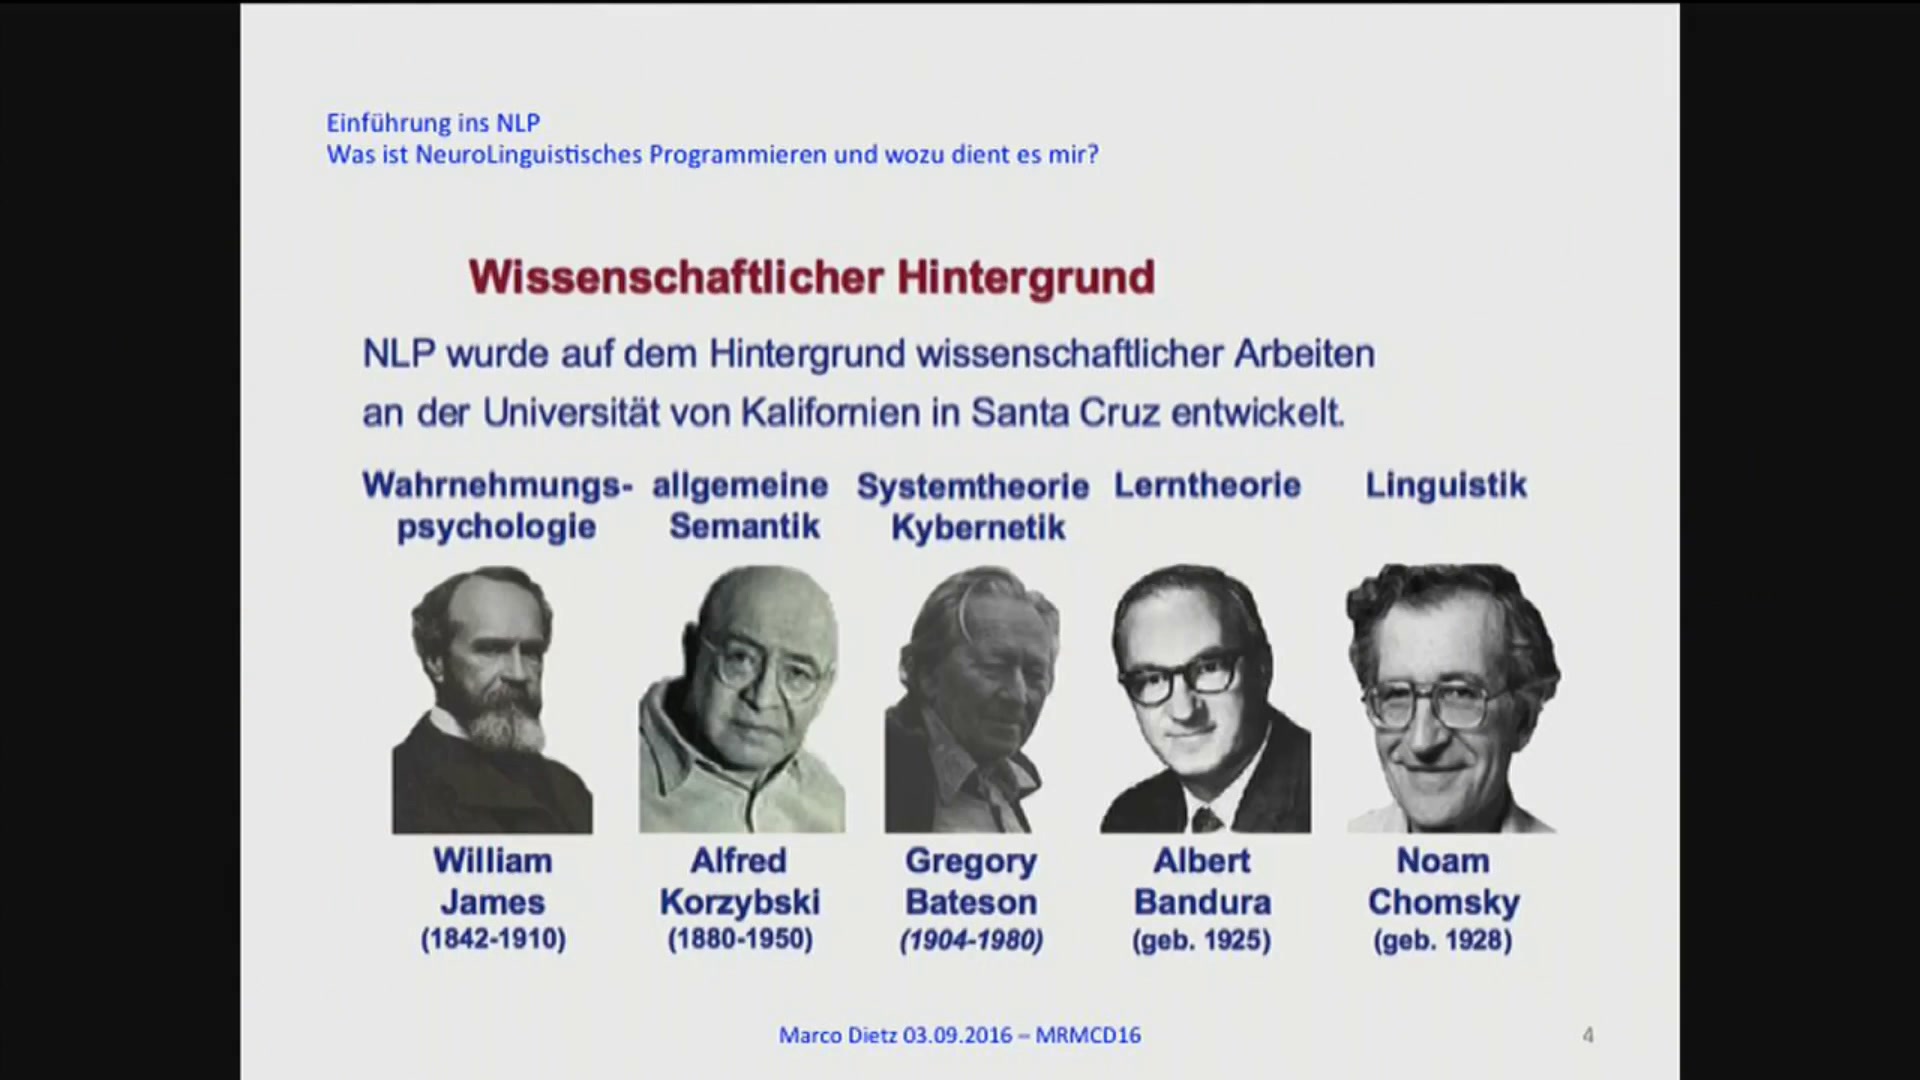 Einführung ins NLP
Was ist NeuroLinguistisches Programmieren und wozu dient es mir?
Wissenschaftlicher Hintergrund
NLP wurde auf dem Hintergrund wissenschaftlicher Arbeiten
an der Universität von Kalifornien in Santa Cruz entwickelt.
Wahrnehmungs-
psychologie
allgemeine
Semantik
Systemtheorie
Kybernetik
Lerntheorie
Linguistik
William
James
(1842-1910)
Alfred
Korzybski
(1880-1950)
Gregory
Bateson
(1904-1980)
Albert
Bandura
(geb. 1925)
Noam
Chomsky
(geb. 1928)
Marco Dietz 03.09.2016 – MRMCD16
4